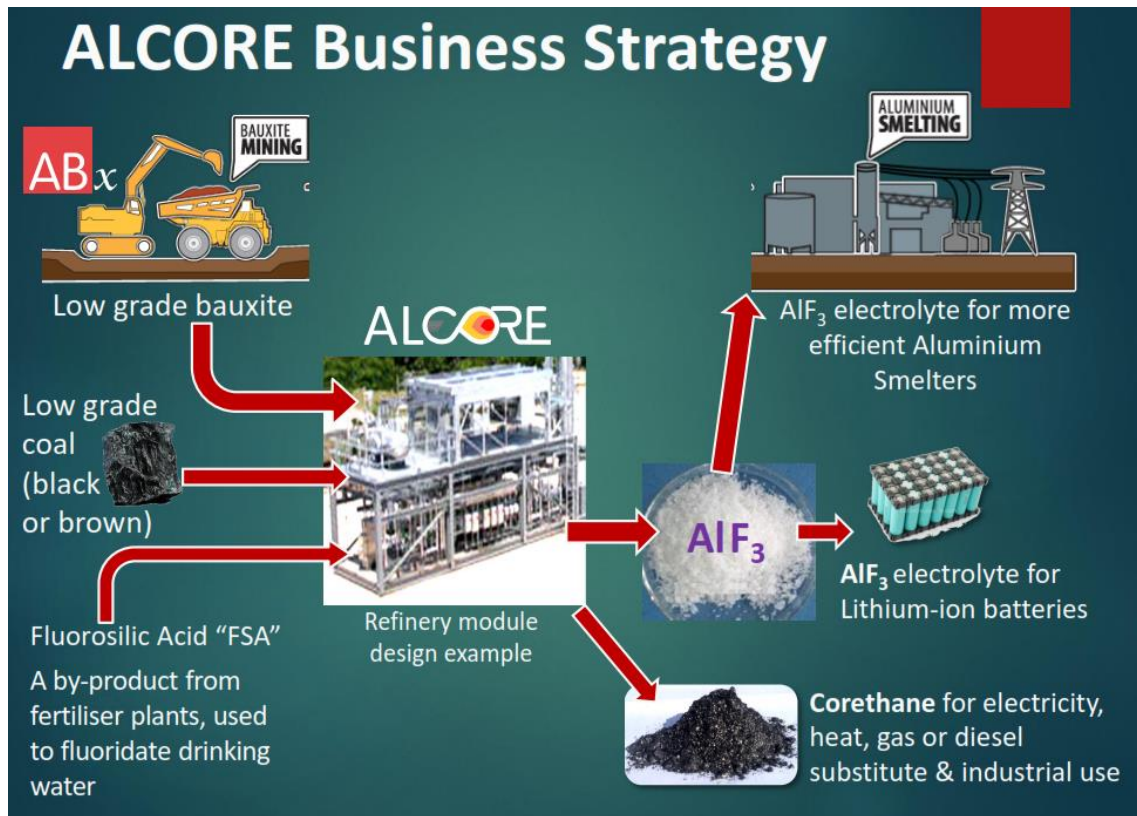 ALCORE Business Strategy
ABx
BAUXITE
MINING
Low grade bauxite
Low grade
coal
(black
or brown)
Fluorosilic Acid “FSA”
A by-product from
fertiliser plants, used
to fluoridate drinking
water
ALCORE
Refinery module
design example
AlF₃
ALUMINIUM
SMELTING
AlF₃ electrolyte for more
efficient Aluminium
Smelters
AlF₃ electrolyte for
Lithium-ion batteries
Corethane for electricity,
heat, gas or diesel
substitute & industrial use